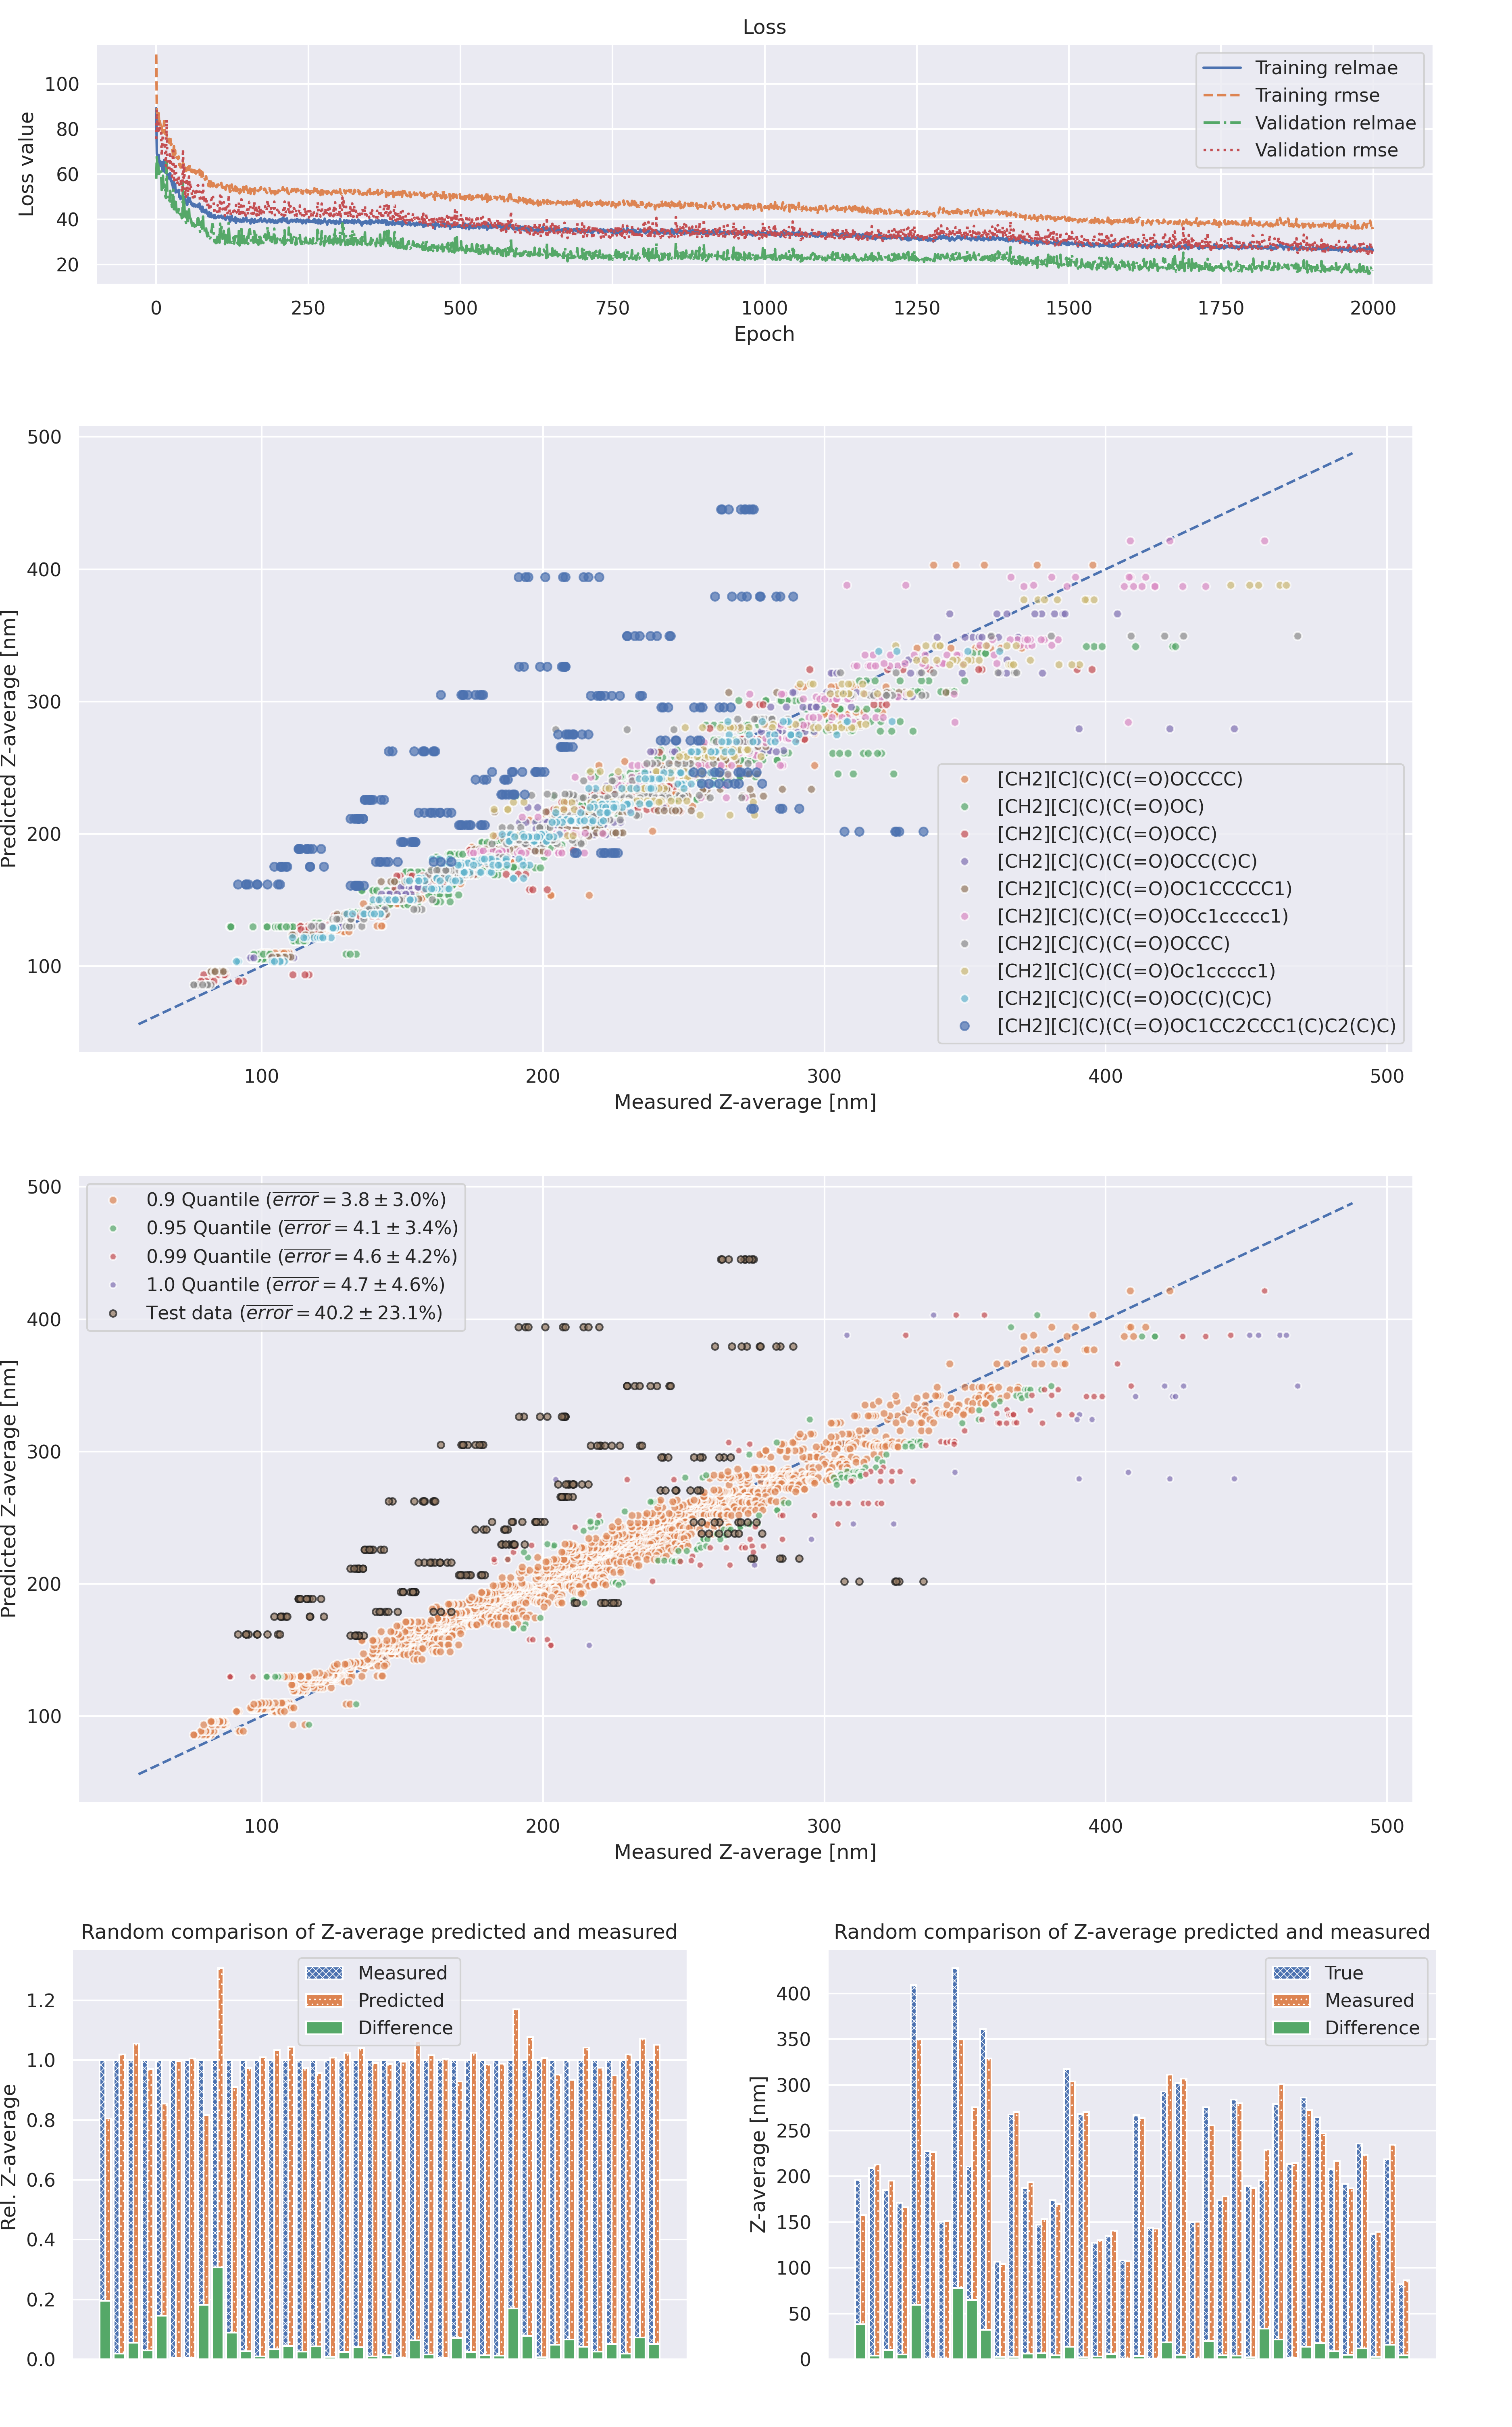 Loss
Loss value
100
80
60
40
20
Training relmae
Training rmse
Validation relmae
Validation rmse
0 250 500 750 1000 1250 1500 1750 2000
Epoch
Predicted Z-average [nm]
500
400
300
200
100
[CH2][C](C)(C(=O)OCCCC)
[CH2][C](C)(C(=O)OC)
[CH2][C](C)(C(=O)OCC)
[CH2][C](C)(C(=O)OCC(C)C)
[CH2][C](C)(C(=O)OC1CCCCC1)
[CH2][C](C)(C(=O)OCc1ccccc1)
[CH2][C](C)(C(=O)OCCC)
[CH2][C](C)(C(=O)Oc1ccccc1)
[CH2][C](C)(C(=O)OC(C)(C)C)
[CH2][C](C)(C(=O)OC1CC2CCC1(C)C2(C)C)
100 200 300 400 500
Measured Z-average [nm]
Predicted Z-average [nm]
500
400
300
200
100
0.9 Quantile (error = 3.8 ± 3.0%)
0.95 Quantile (error = 4.1 ± 3.4%)
0.99 Quantile (error = 4.6 ± 4.2%)
1.0 Quantile (error = 4.7 ± 4.6%)
Test data (error = 40.2 ± 23.1%)
100 200 300 400 500
Measured Z-average [nm]
Random comparison of Z-average predicted and measured
Rel. Z-average
1.2
1.0
0.8
0.6
0.4
0.2
0.0
Measured
Predicted
Difference
Random comparison of Z-average predicted and measured
Z-average [nm]
400
350
300
250
200
150
100
50
0
True
Measured
Difference